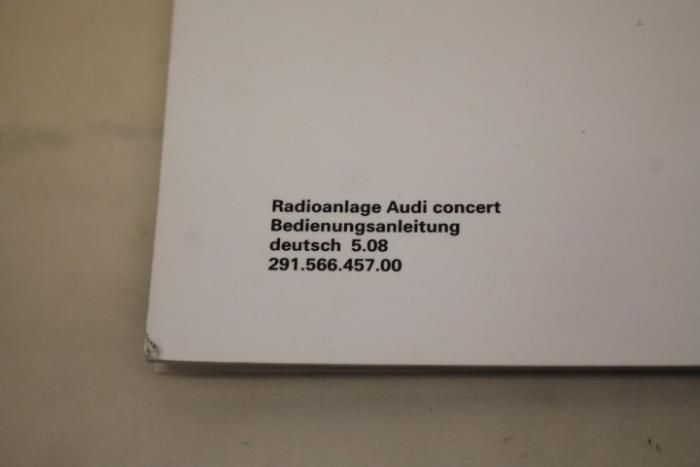 Radioanlage Audi concert
Bedienungsanleitung
deutsch 5.08
291.566.457.00